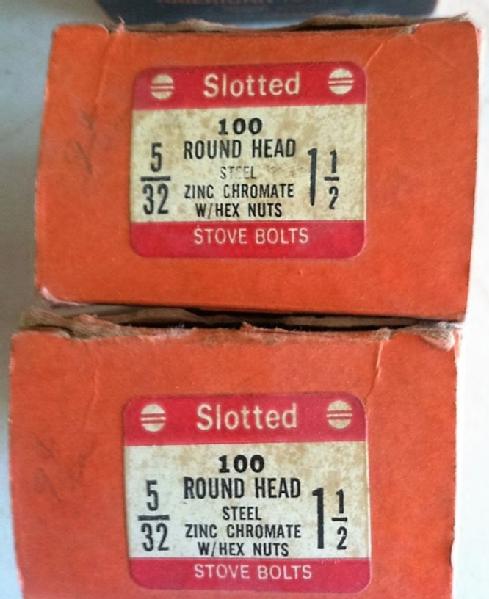 Slotted
100
ROUND HEAD
STEEL
5/32
1 1/2
ZINC CHROMATE
W/HEX NUTS
STOVE BOLTS
Slotted
100
ROUND HEAD
STEEL
5/32
1 1/2
ZINC CHROMATE
W/HEX NUTS
STOVE BOLTS